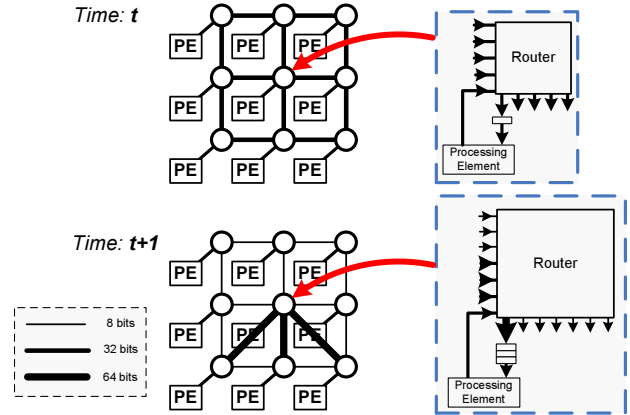 Time: t
PE PE PE
PE PE PE
PE PE PE
Router
Processing
Element
Time: t+1
PE PE PE
PE PE PE
PE PE PE
Router
Processing
Element
8 bits
32 bits
64 bits